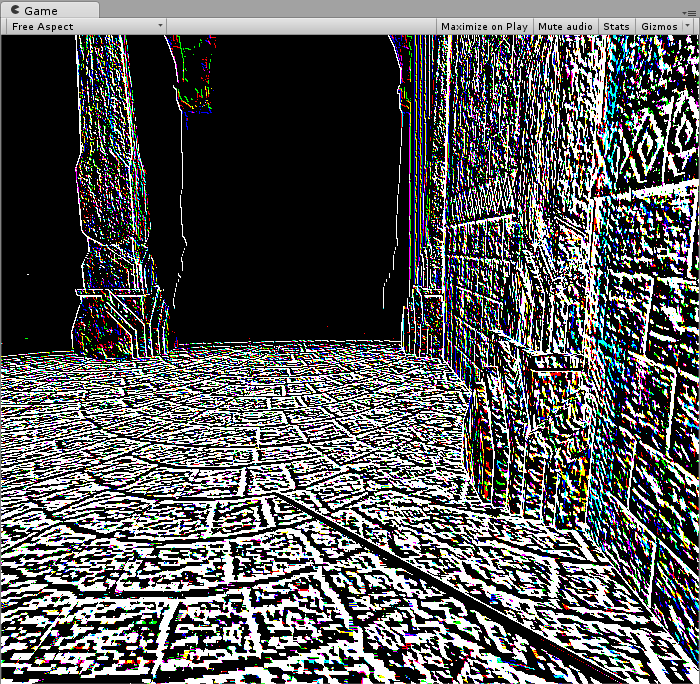 Game
Free Aspect
Maximize on Play
Mute audio
Stats
Gizmos